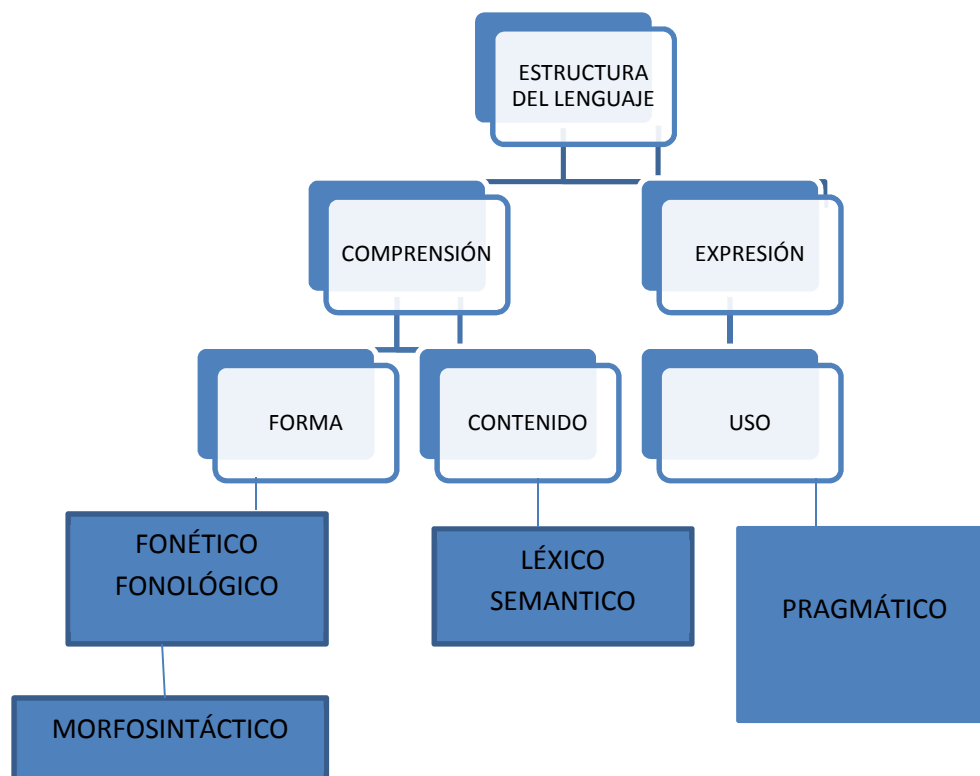 ESTRUCTURA
DEL LENGUAJE
COMPRENSIÓN
EXPRESIÓN
FORMA
CONTENIDO
USO
FONÉTICO
FONOLÓGICO
LÉXICO
SEMANTICO
PRAGMÁTICO
MORFOSINTÁCTICO